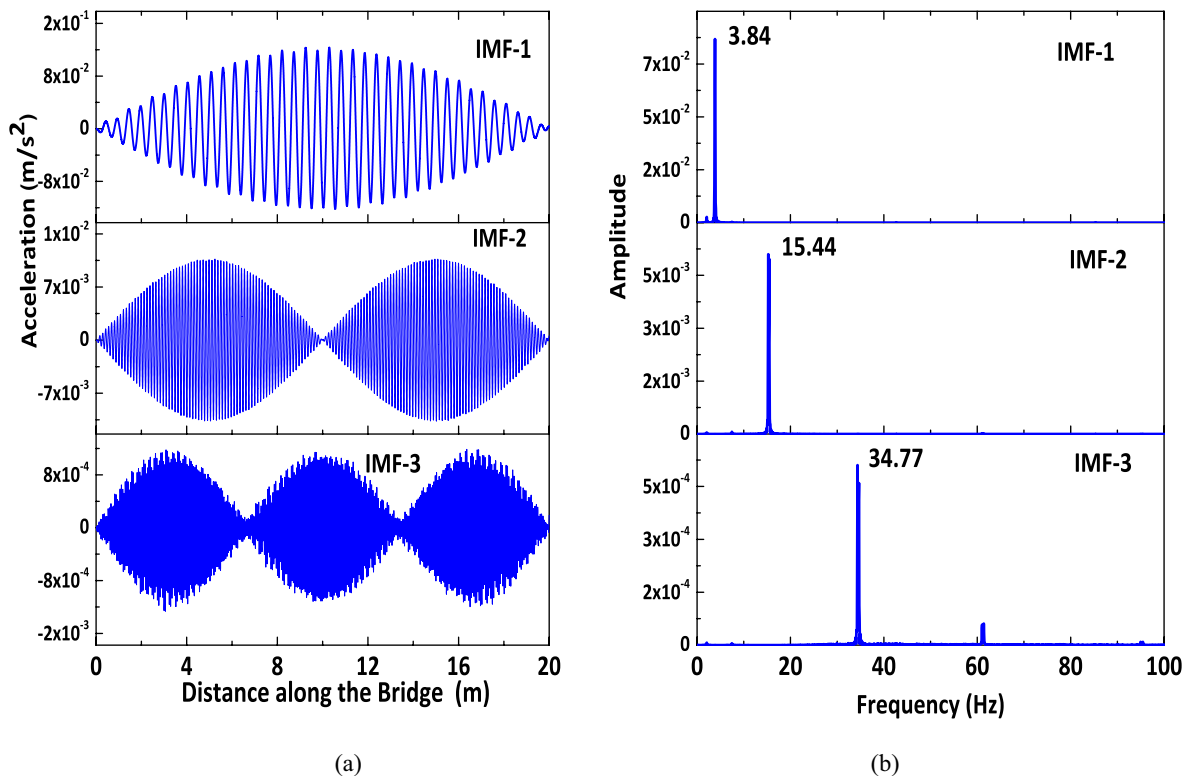 2x10⁻¹
8x10⁻²
0
-8x10⁻²
IMF-1
1x10⁻²
7x10⁻³
0
-7x10⁻³
IMF-2
8x10⁻⁴
0
-8x10⁻⁴
-2x10⁻³
IMF-3
Acceleration (m/s²)
0 4 8 12 16 20
Distance along the Bridge (m)
(a)
7x10⁻²
5x10⁻²
2x10⁻²
0
3.84
IMF-1
5x10⁻³
3x10⁻³
2x10⁻³
0
15.44
IMF-2
5x10⁻⁴
3x10⁻⁴
2x10⁻⁴
0
34.77
IMF-3
Amplitude
0 20 40 60 80 100
Frequency (Hz)
(b)